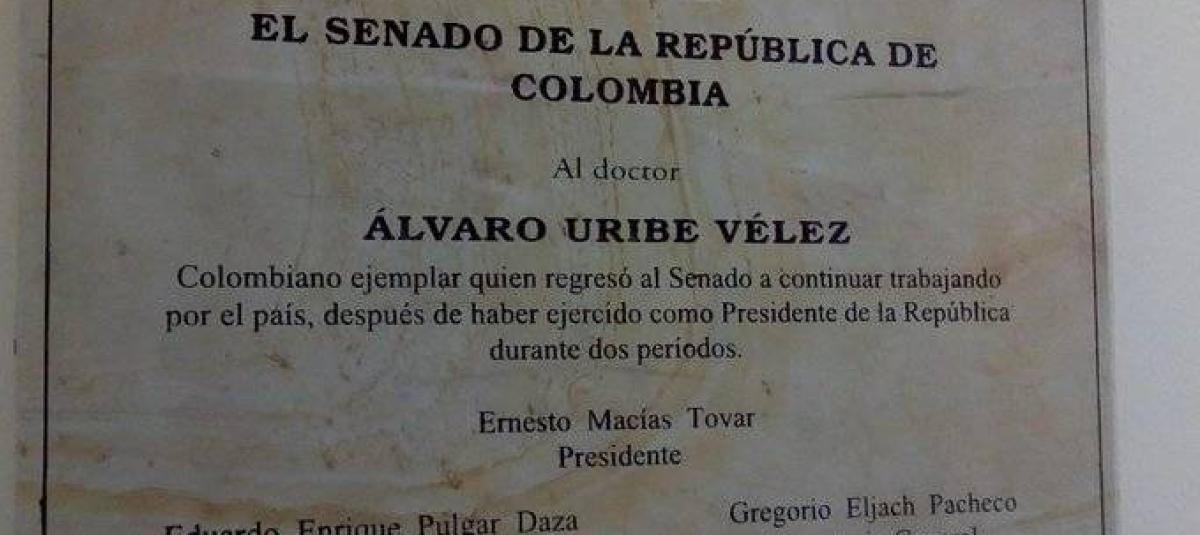 EL SENADO DE LA REPÚBLICA DE
COLOMBIA
Al doctor
ÁLVARO URIBE VÉLEZ
Colombiano ejemplar quien regresó al Senado a continuar trabajando
por el país, después de haber ejercido como Presidente de la República
durante dos períodos.
Ernesto Macías Tovar
Presidente
Gregorio Eljach Pacheco
Eduardo Enrique Pulgar Daza